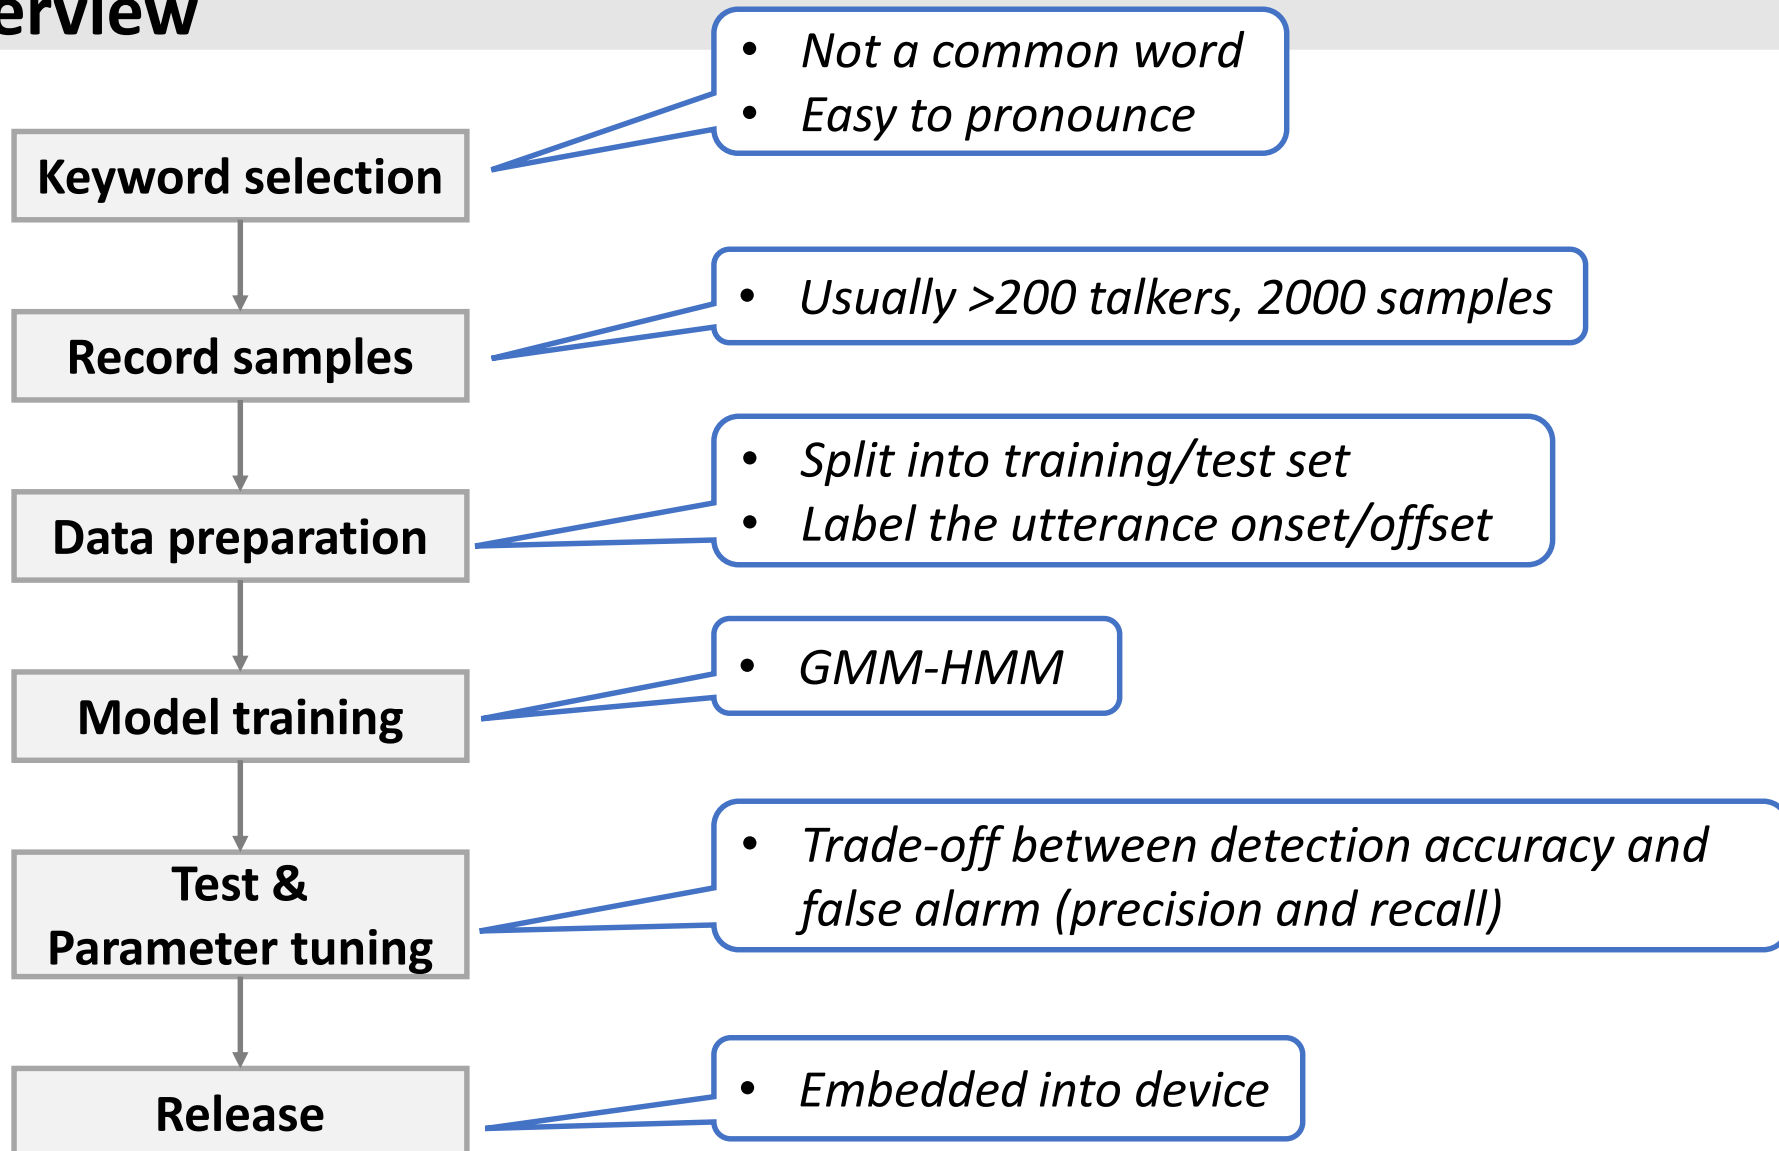 erview
• Not a common word
• Easy to pronounce
Keyword selection
• Usually >200 talkers, 2000 samples
Record samples
• Split into training/test set
• Label the utterance onset/offset
Data preparation
• GMM-HMM
Model training
• Trade-off between detection accuracy and
false alarm (precision and recall)
Test &
Parameter tuning
• Embedded into device
Release